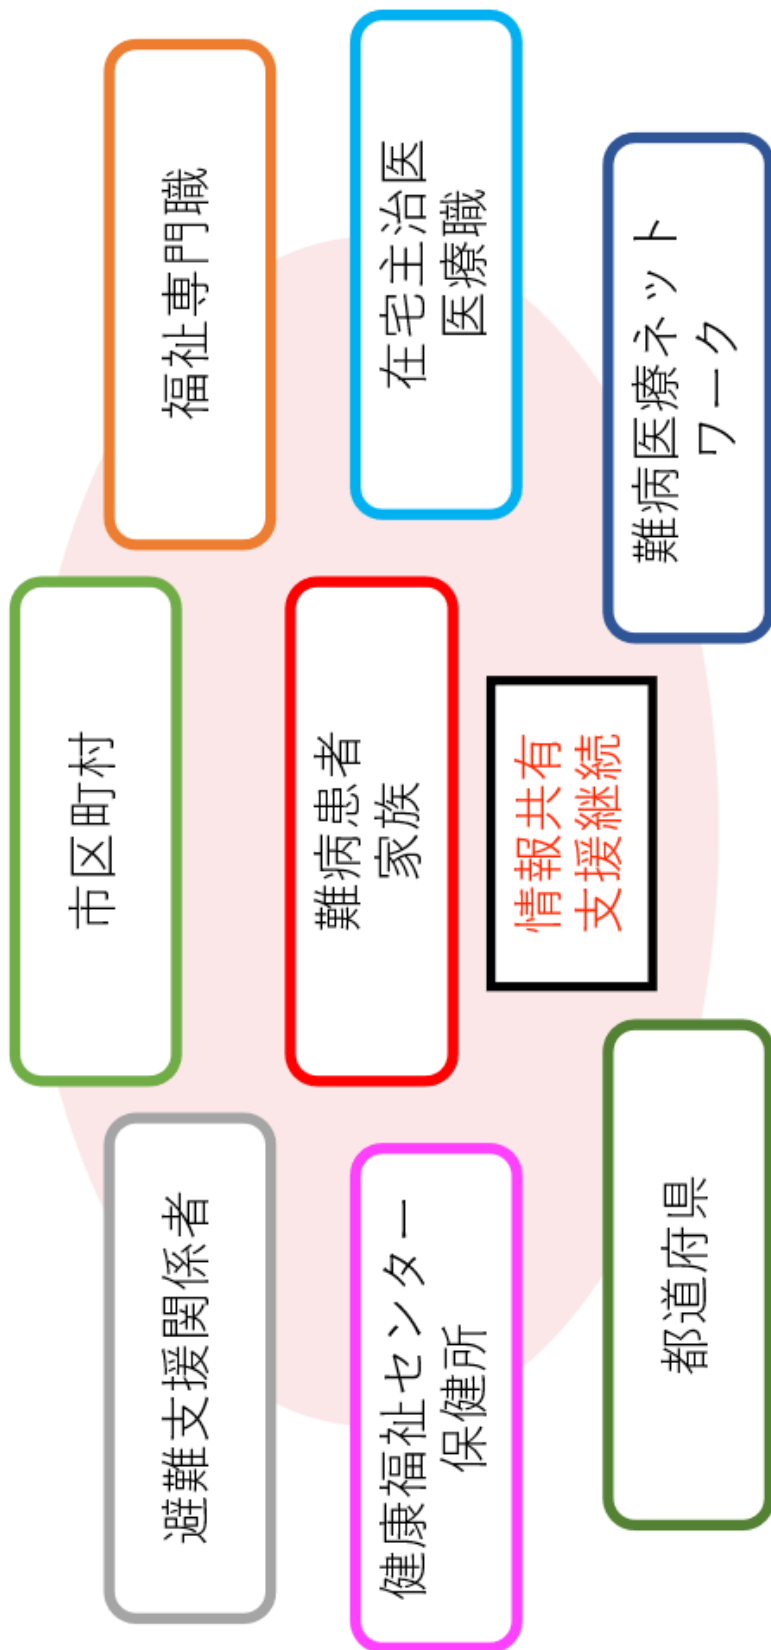 市区町村
避難支援関係者
福祉専門職
難病患者
家族
健康福祉センター
保健所
在宅主治医
医療職
情報共有
支援継続
都道府県
難病医療ネット
ワーク